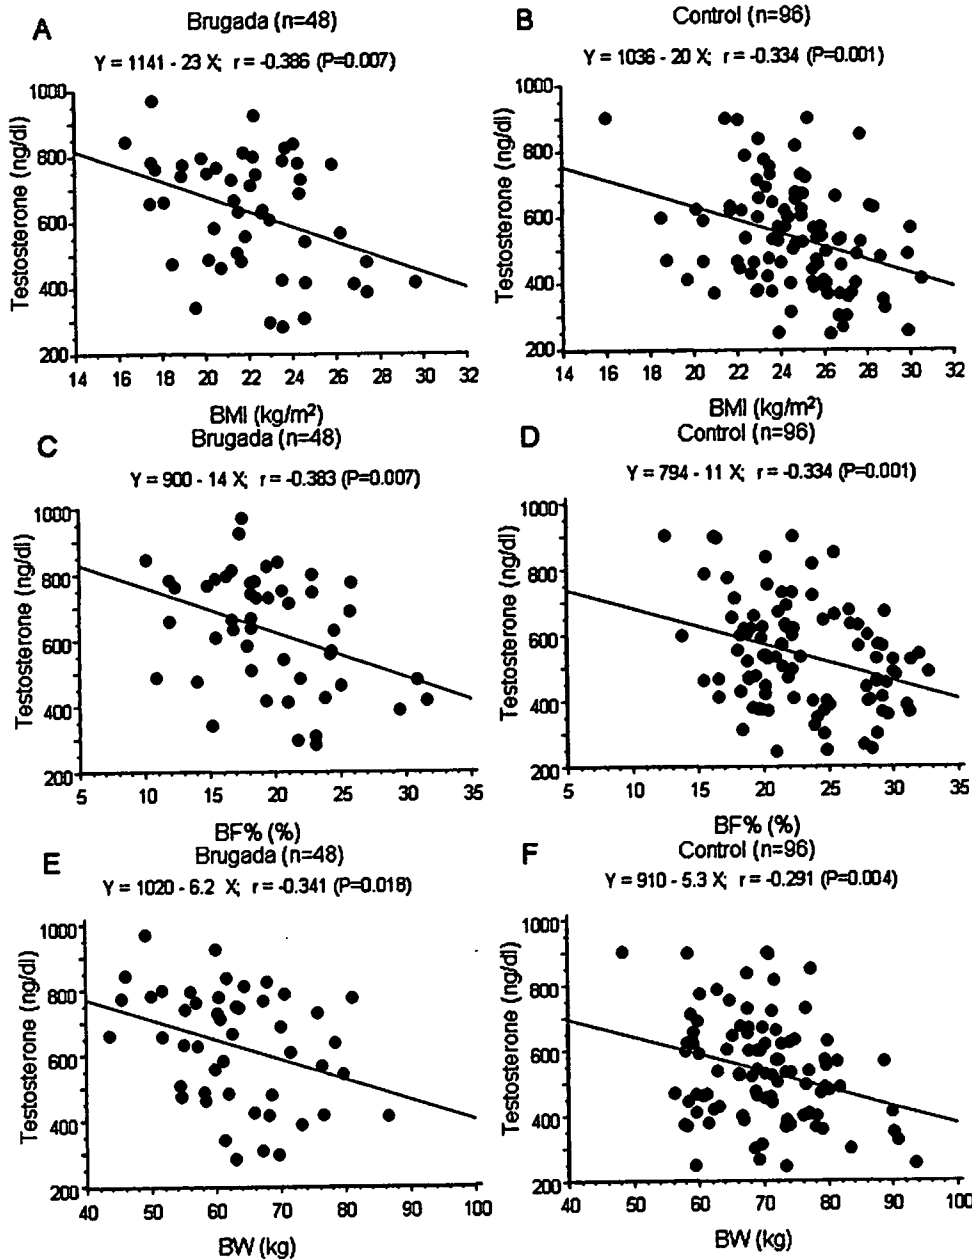 A
Brugada (n=48)
Y = 1141 - 23 X; r = -0.386 (P=0.007)
Testosterone (ng/dl)
1000
800
600
400
200
14 16 18 20 22 24 26 28 30 32
BMI (kg/m²)
B
Control (n=96)
Y = 1036 - 20 X; r = -0.334 (P=0.001)
Testosterone (ng/dl)
1000
800
600
400
200
14 16 18 20 22 24 26 28 30 32
BMI (kg/m²)
C
Brugada (n=48)
Y = 900 - 14 X; r = -0.383 (P=0.007)
Testosterone (ng/dl)
1000
800
600
400
200
5 10 15 20 25 30 35
BF% (%)
D
Control (n=96)
Y = 794 - 11 X; r = -0.334 (P=0.001)
Testosterone (ng/dl)
1000
800
600
400
200
5 10 15 20 25 30 35
BF% (%)
E
Brugada (n=48)
Y = 1020 - 6.2 X; r = -0.341 (P=0.018)
Testosterone (ng/dl)
1000
800
600
400
200
40 50 60 70 80 90 100
BW (kg)
F
Control (n=96)
Y = 910 - 5.3 X; r = -0.291 (P=0.004)
Testosterone (ng/dl)
1000
800
600
400
200
40 50 60 70 80 90 100
BW (kg)